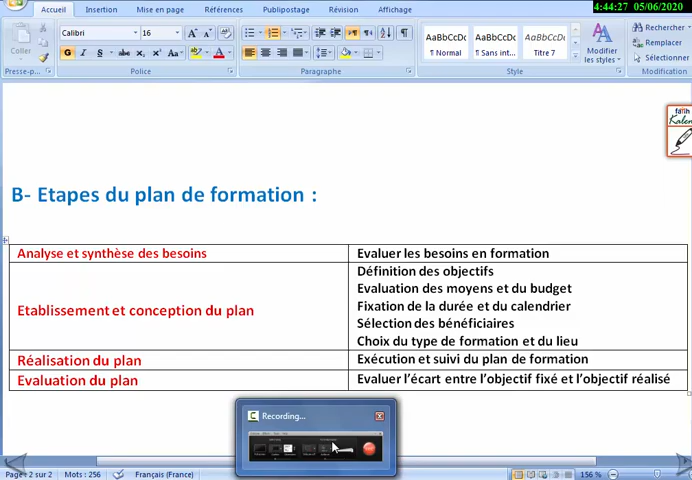 4:44:27 05/06/2020
Accueil Insertion Mise en page Références Publipostage Révision Affichage
Coller
Calibri 16
AaBbCcDc AaBbCcDc AaBbCcDc
¶ Normal ¶ Sans int... Titre 7
Modifier les styles
Rechercher
Remplacer
Sélectionner
Presse-p... Police Paragraphe Style Modification
fatih
Kalem
B- Etapes du plan de formation :
Analyse et synthèse des besoins Evaluer les besoins en formation
Etablissement et conception du plan
Définition des objectifs
Evaluation des moyens et du budget
Fixation de la durée et du calendrier
Sélection des bénéficiaires
Choix du type de formation et du lieu
Réalisation du plan Exécution et suivi du plan de formation
Evaluation du plan Evaluer l'écart entre l'objectif fixé et l'objectif réalisé
Recording...
Page : 2 sur 2 Mots : 256 Français (France) 156 %